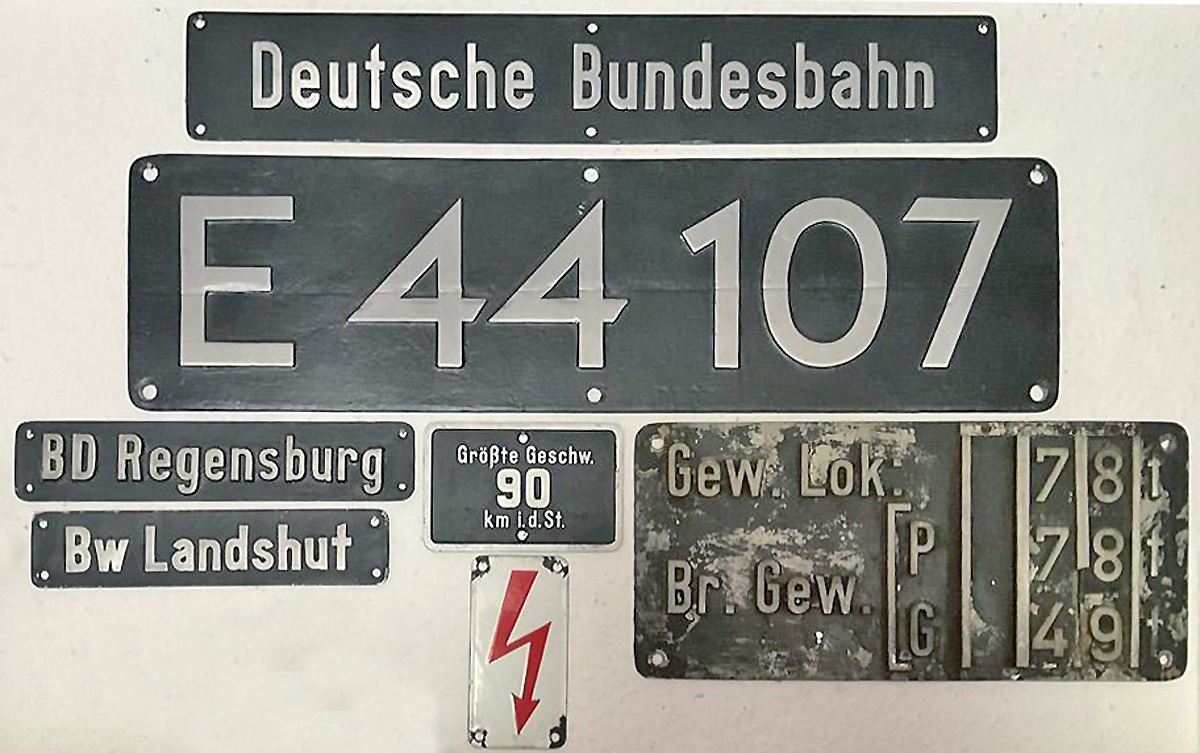 Deutsche Bundesbahn
E 44 107
BD Regensburg
Bw Landshut
Größte Geschw.
90
km i.d.St.
Gew. Lok: 78 t
Br. Gew. [P 78 t
G 49 t